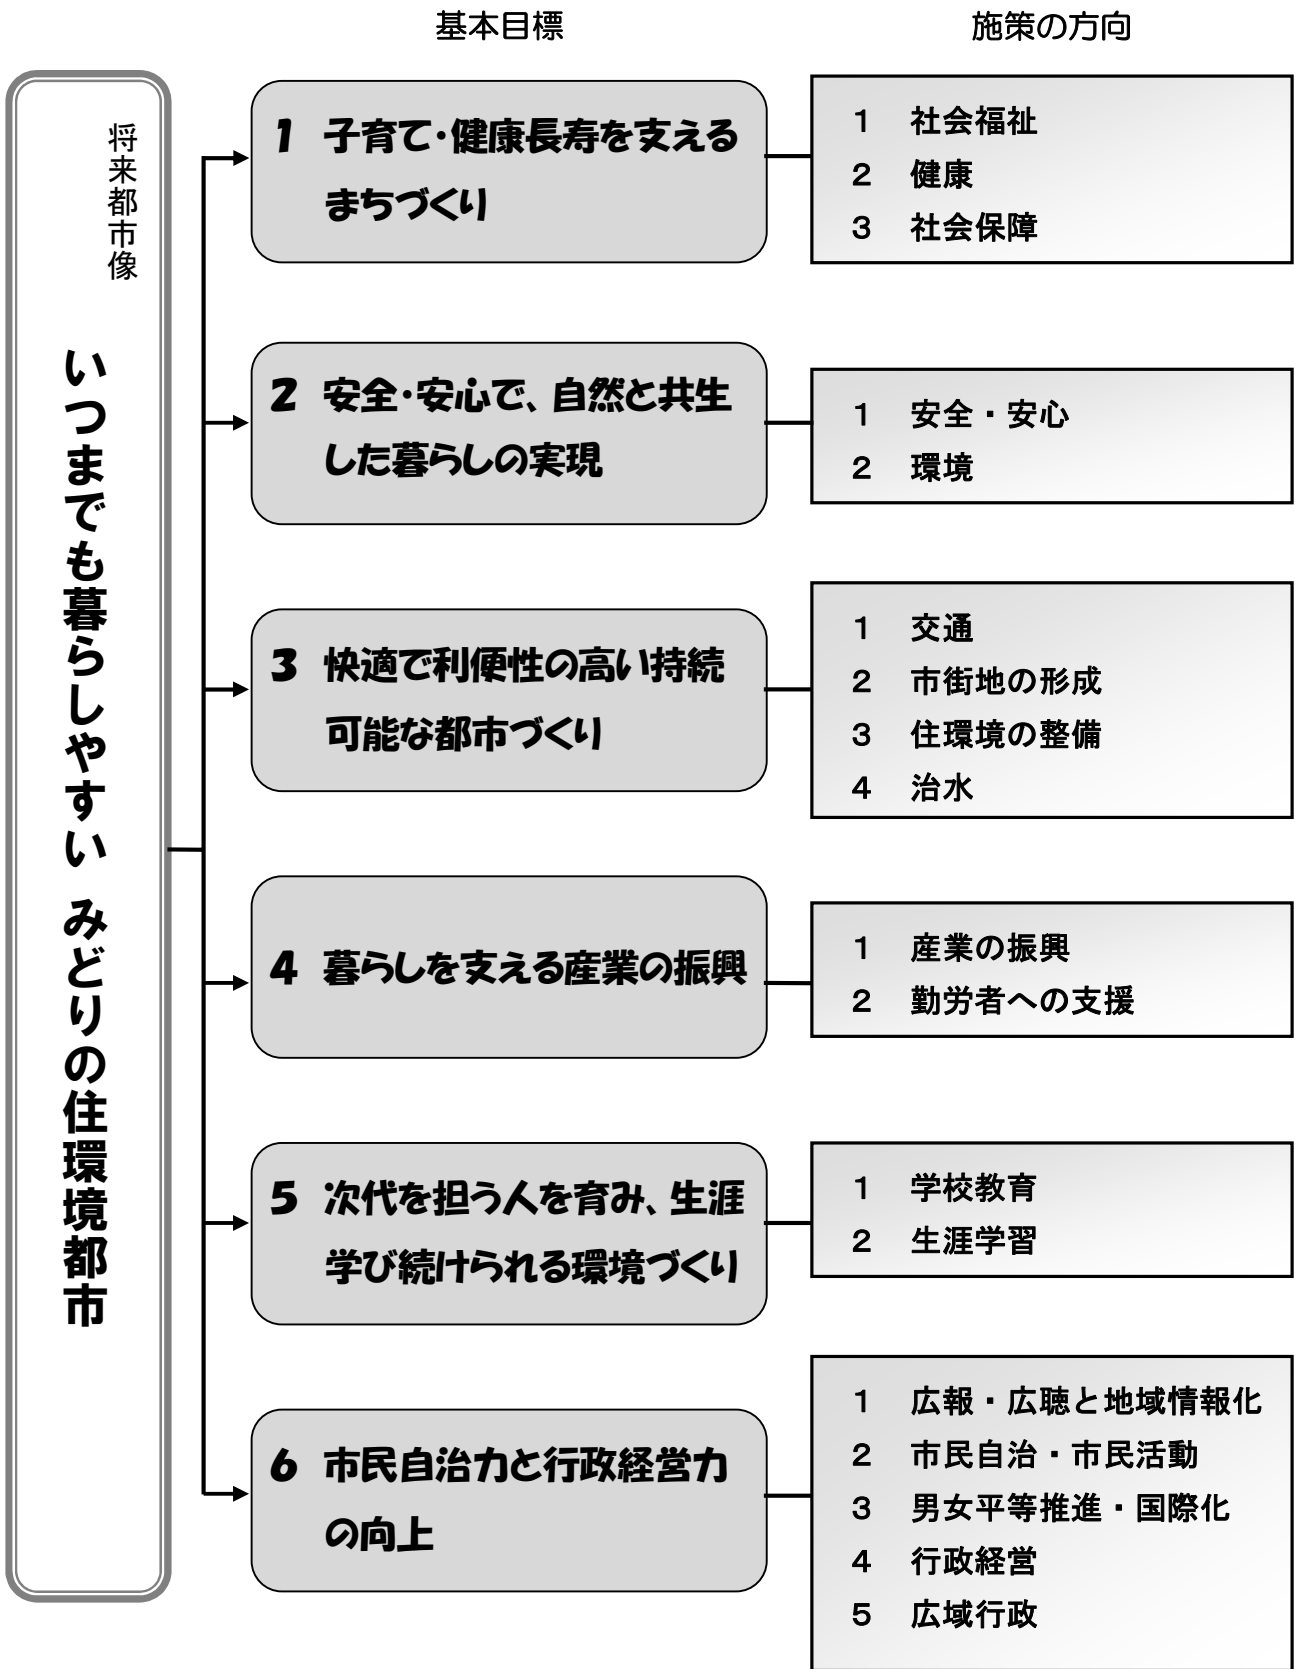 基本目標
施策の方向
将来都市像
いつまでも暮らしやすい みどりの住環境都市
1 子育て・健康長寿を支える
まちづくり
1 社会福祉
2 健康
3 社会保障
2 安全・安心で、自然と共生
した暮らしの実現
1 安全・安心
2 環境
3 快適で利便性の高い持続
可能な都市づくり
1 交通
2 市街地の形成
3 住環境の整備
4 治水
4 暮らしを支える産業の振興
1 産業の振興
2 勤労者への支援
5 次代を担う人を育み、生涯
学び続けられる環境づくり
1 学校教育
2 生涯学習
6 市民自治力と行政経営力
の向上
1 広報・広聴と地域情報化
2 市民自治・市民活動
3 男女平等推進・国際化
4 行政経営
5 広域行政